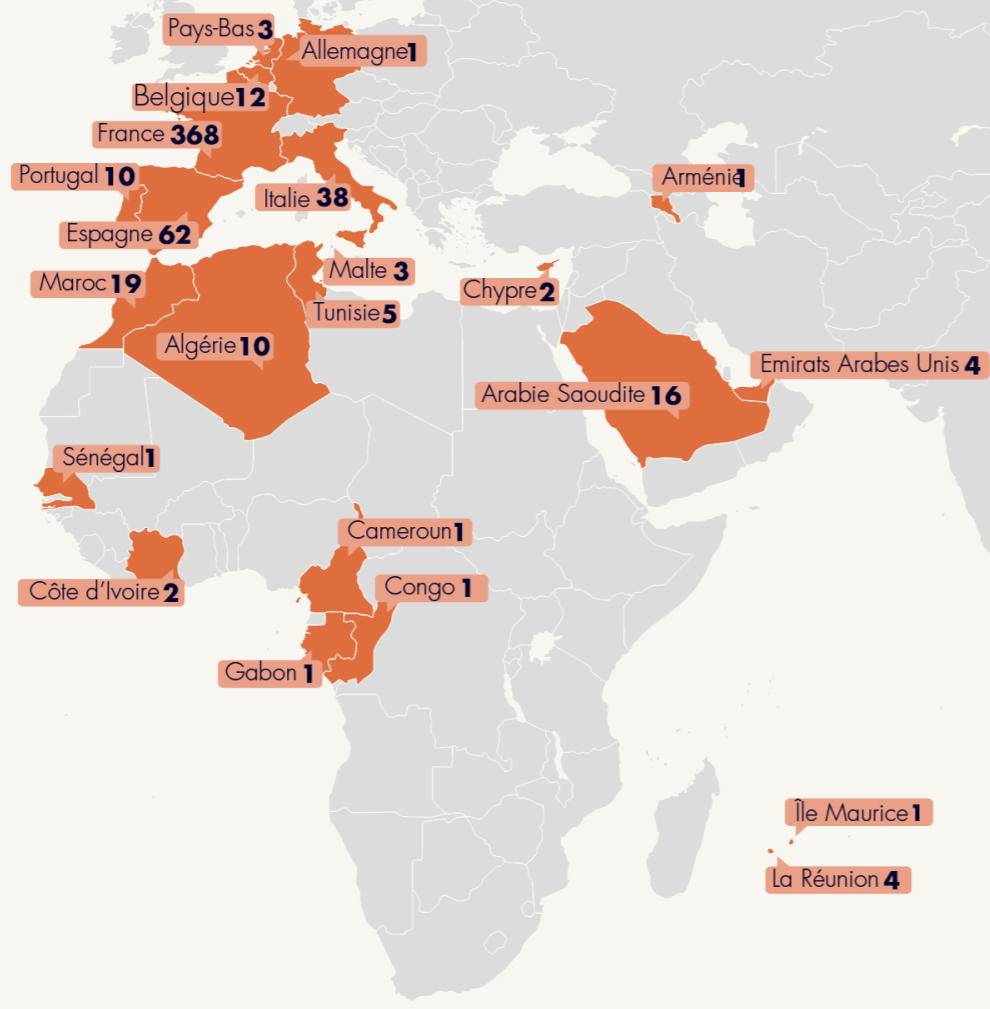 Pays-Bas 3
Allemagne 1
Belgique 12
France 368
Portugal 10
Arménie 1
Italie 38
Espagne 62
Malte 3
Maroc 19
Chypre 2
Tunisie 5
Algérie 10
Emirats Arabes Unis 4
Arabie Saoudite 16
Sénégal 1
Cameroun 1
Congo 1
Côte d'Ivoire 2
Gabon 1
Île Maurice 1
La Réunion 4